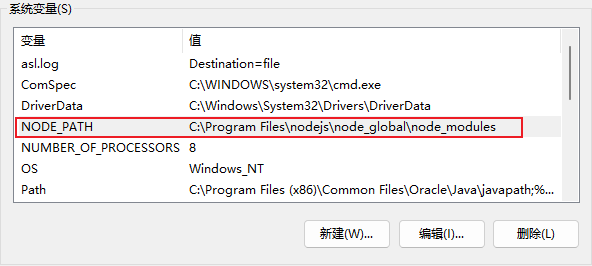 系统变量(S)
变量 值
asl.log Destination=file
ComSpec C:\WINDOWS\system32\cmd.exe
DriverData C:\Windows\System32\Drivers\DriverData
NODE_PATH C:\Program Files\nodejs\node_global\node_modules
NUMBER_OF_PROCESSORS 8
OS Windows_NT
Path C:\Program Files (x86)\Common Files\Oracle\Java\javapath;%...
新建(W)... 编辑(I)... 删除(L)